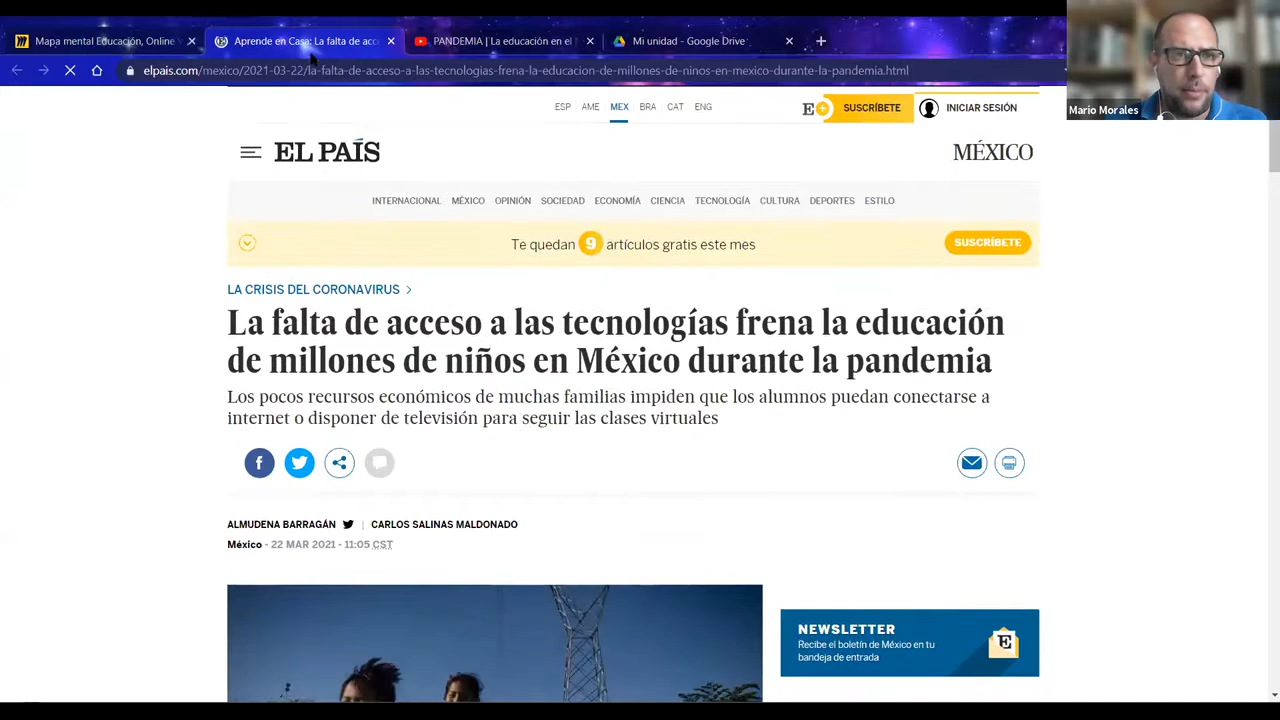 Mapa mental Educación, Online
Aprende en Casa: La falta de acce
PANDEMIA | La educación en el
Mi unidad - Google Drive
elpais.com/mexico/2021-03-22/la-falta-de-acceso-a-las-tecnologias-frena-la-educacion-de-millones-de-ninos-en-mexico-durante-la-pandemia.html
Mario Morales
ESP AME MEX BRA CAT ENG
E+ SUSCRÍBETE INICIAR SESIÓN
EL PAÍS
MÉXICO
INTERNACIONAL MÉXICO OPINIÓN SOCIEDAD ECONOMÍA CIENCIA TECNOLOGÍA CULTURA DEPORTES ESTILO
Te quedan 9 artículos gratis este mes
SUSCRÍBETE
LA CRISIS DEL CORONAVIRUS
La falta de acceso a las tecnologías frena la educación
de millones de niños en México durante la pandemia
Los pocos recursos económicos de muchas familias impiden que los alumnos puedan conectarse a
internet o disponer de televisión para seguir las clases virtuales
ALMUDENA BARRAGÁN | CARLOS SALINAS MALDONADO
México - 22 MAR 2021 - 11:05 CST
NEWSLETTER
Recibe el boletín de México en tu
bandeja de entrada
E